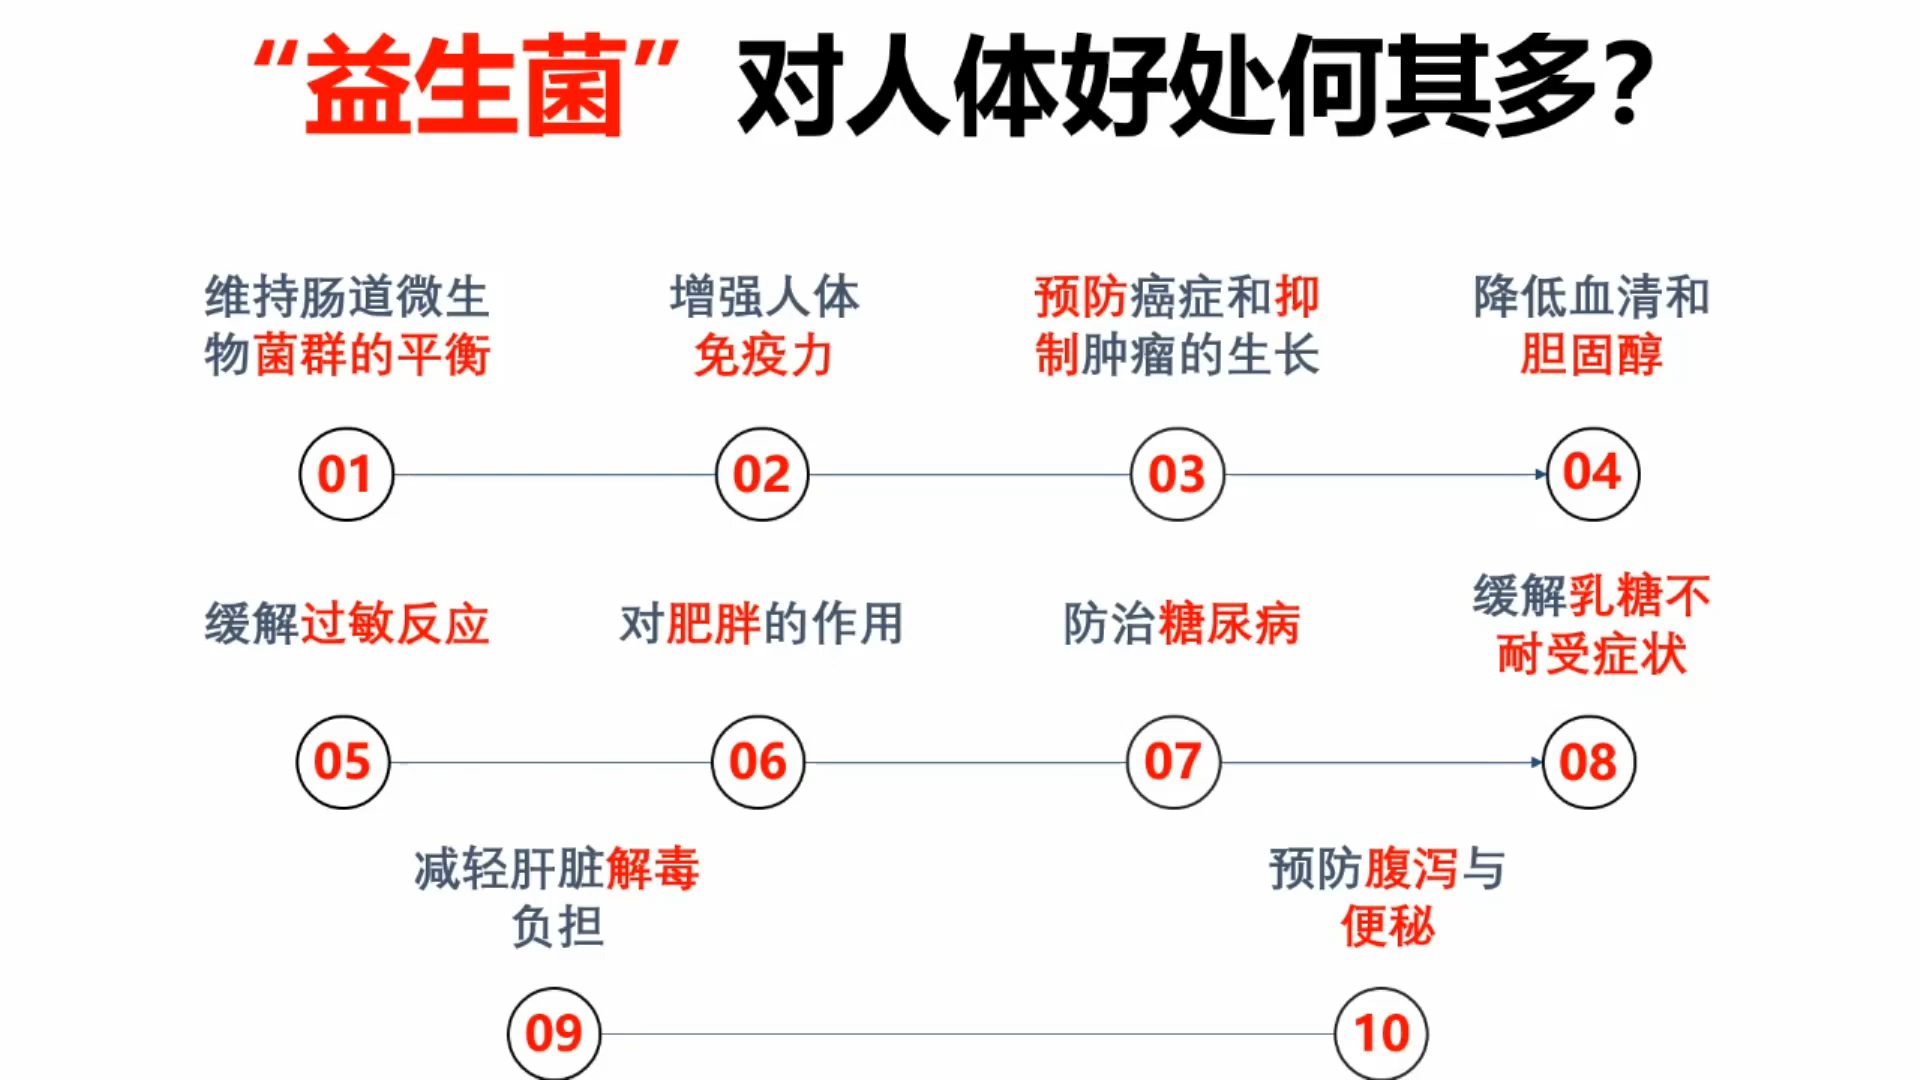 “益生菌”对人体好处何其多?
维持肠道微生
物菌群的平衡
增强人体
免疫力
预防癌症和抑
制肿瘤的生长
降低血清和
胆固醇
01
02
03
04
缓解过敏反应
对肥胖的作用
防治糖尿病
缓解乳糖不
耐受症状
05
06
07
08
减轻肝脏解毒
负担
预防腹泻与
便秘
09
10